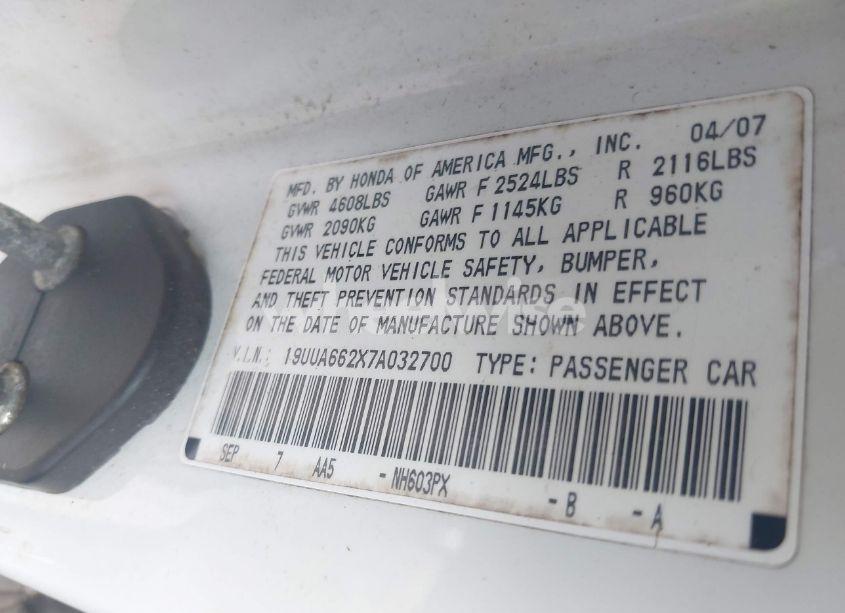 MFD. BY HONDA OF AMERICA MFG., INC. 04/07
GVWR 4608LBS GAWR F 2524LBS R 2116LBS
GVWR 2090KG GAWR F 1145KG R 960KG
THIS VEHICLE CONFORMS TO ALL APPLICABLE
FEDERAL MOTOR VEHICLE SAFETY, BUMPER,
AND THEFT PREVENTION STANDARDS IN EFFECT
ON THE DATE OF MANUFACTURE SHOWN ABOVE.
V.I.N.: 19UUA662X7A032700 TYPE: PASSENGER CAR
SEP 7 AA5 - NH603PX - B - A